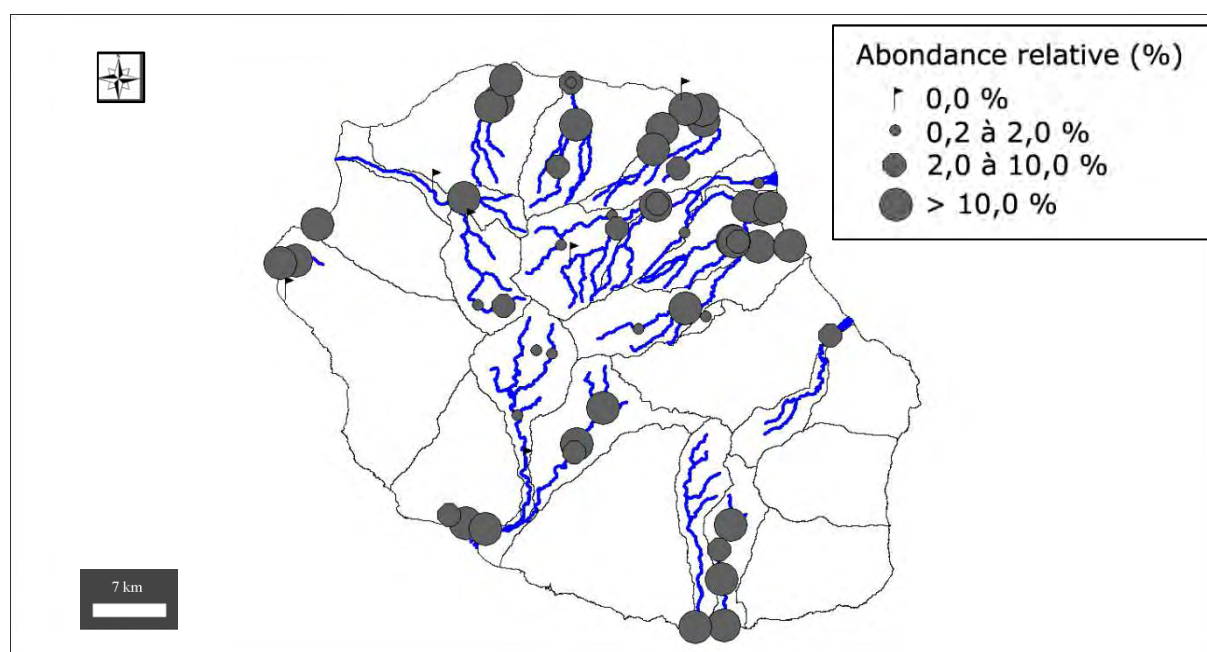 Abondance relative (%)
0,0 %
0,2 à 2,0 %
2,0 à 10,0 %
> 10,0 %
7 km